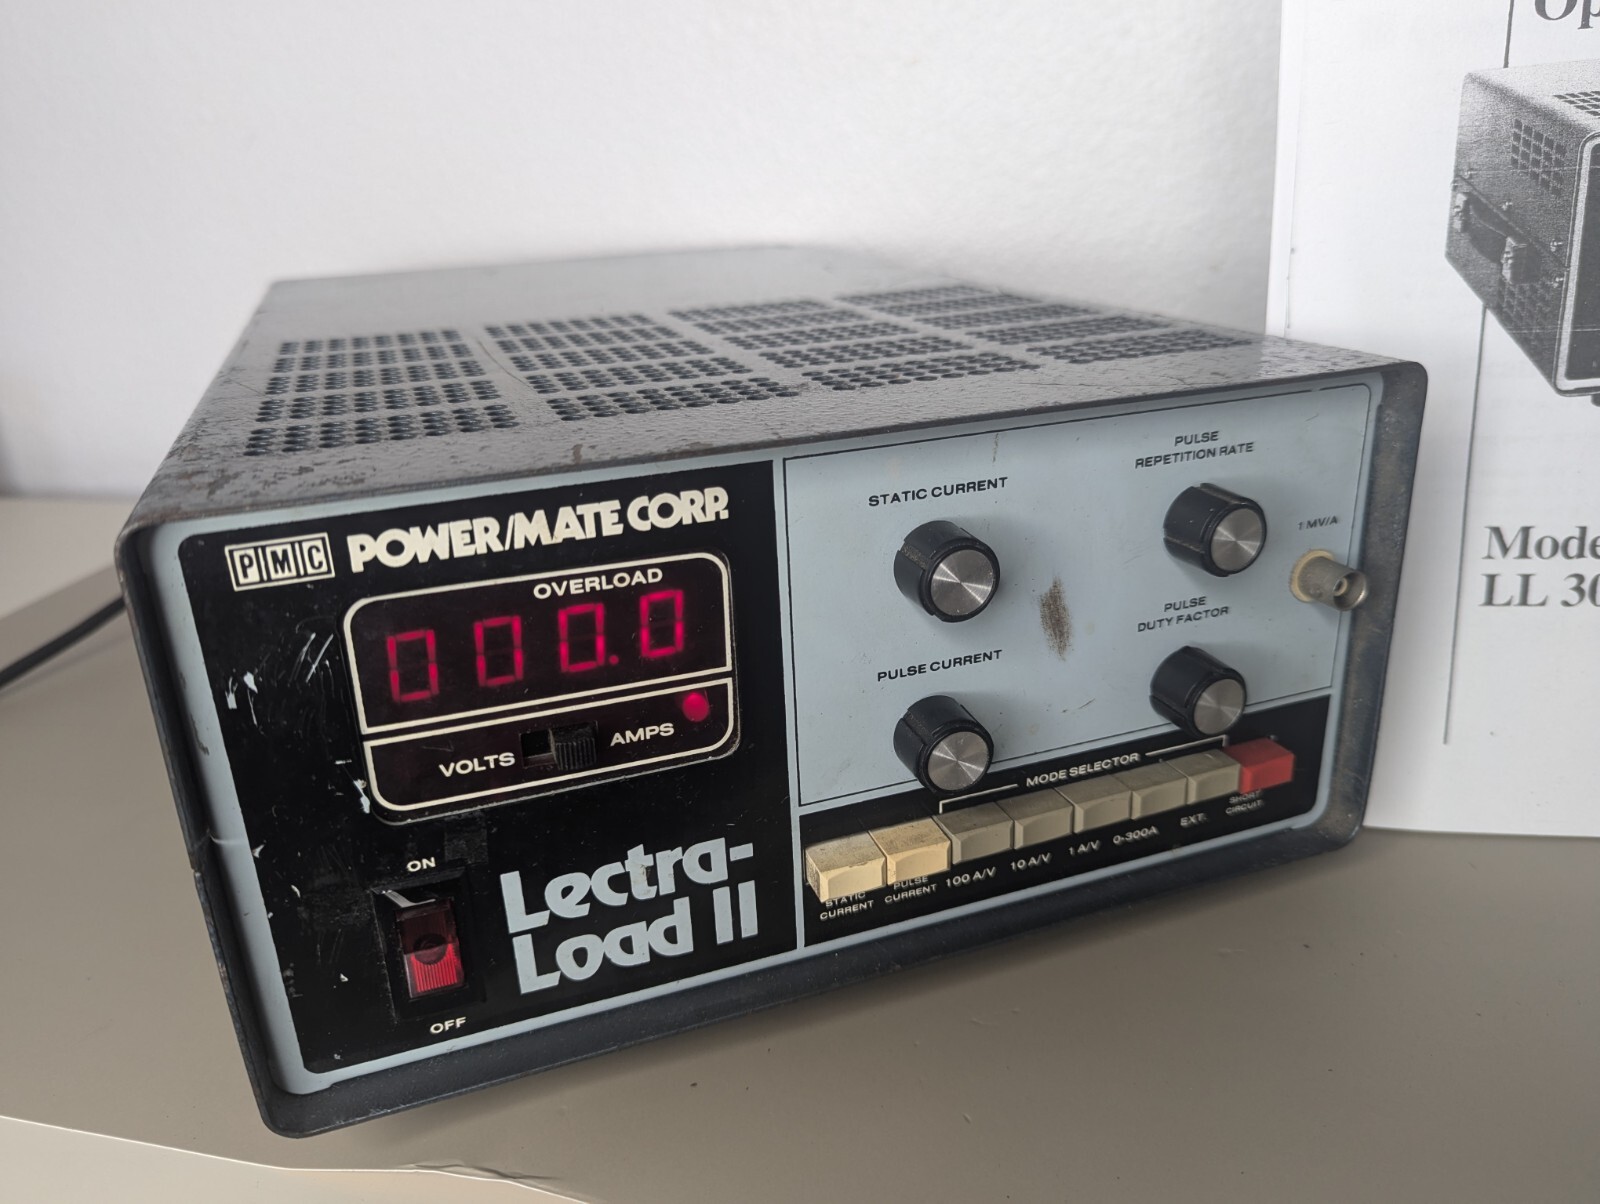 PMC POWER/MATE CORP.
OVERLOAD
000.0
VOLTS
AMPS
ON
OFF
Lectra-
Load II
STATIC CURRENT
PULSE
REPETITION RATE
1 MV/A
PULSE CURRENT
PULSE
DUTY FACTOR
MODE SELECTOR
STATIC
CURRENT
PULSE
CURRENT
100 A/V
10 A/V
1 A/V
0-300A
EXT.
SHORT
CIRCUIT
Op
Mode
LL 30